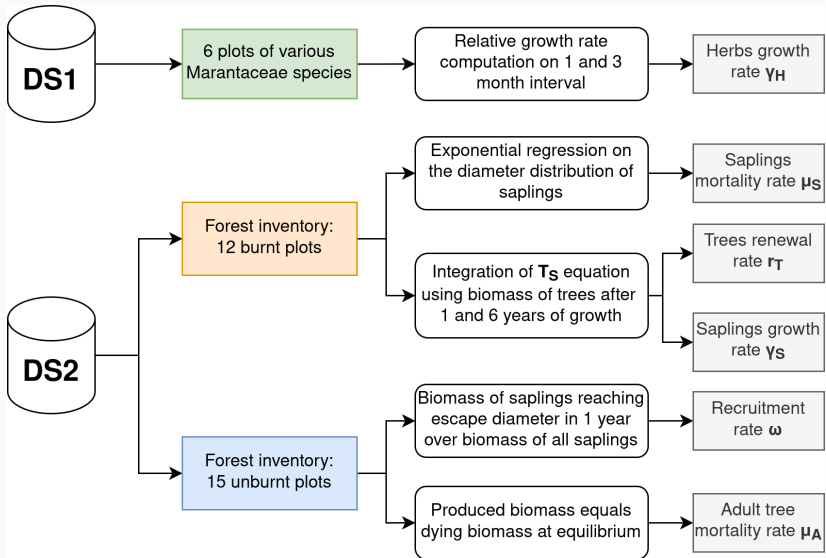 DS1
6 plots of various
Marantaceae species
Relative growth rate
computation on 1 and 3
month interval
Herbs growth
rate γH
Exponential regression on
the diameter distribution of
saplings
Saplings
mortality rate μS
Forest inventory:
12 burnt plots
Integration of TS equation
using biomass of trees after
1 and 6 years of growth
Trees renewal
rate rT
Saplings growth
rate γS
DS2
Biomass of saplings reaching
escape diameter in 1 year
over biomass of all saplings
Recruitment
rate ω
Forest inventory:
15 unburnt plots
Produced biomass equals
dying biomass at equilibrium
Adult tree
mortality rate μA